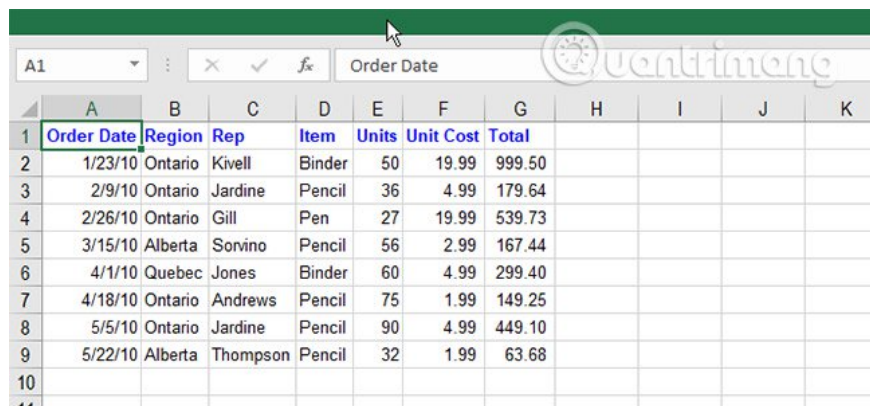 Quantrimang
A1 fx Order Date
A B C D E F G H I J K
1 Order Date Region Rep Item Units Unit Cost Total
2 1/23/10 Ontario Kivell Binder 50 19.99 999.50
3 2/9/10 Ontario Jardine Pencil 36 4.99 179.64
4 2/26/10 Ontario Gill Pen 27 19.99 539.73
5 3/15/10 Alberta Sorvino Pencil 56 2.99 167.44
6 4/1/10 Quebec Jones Binder 60 4.99 299.40
7 4/18/10 Ontario Andrews Pencil 75 1.99 149.25
8 5/5/10 Ontario Jardine Pencil 90 4.99 449.10
9 5/22/10 Alberta Thompson Pencil 32 1.99 63.68
10